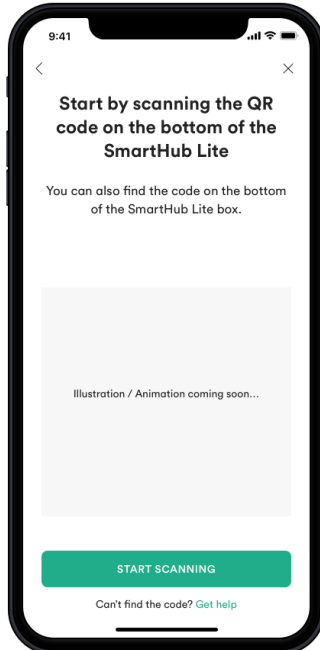 9:41
Start by scanning the QR
code on the bottom of the
SmartHub Lite
You can also find the code on the bottom
of the SmartHub Lite box.
Illustration / Animation coming soon...
START SCANNING
Can't find the code? Get help